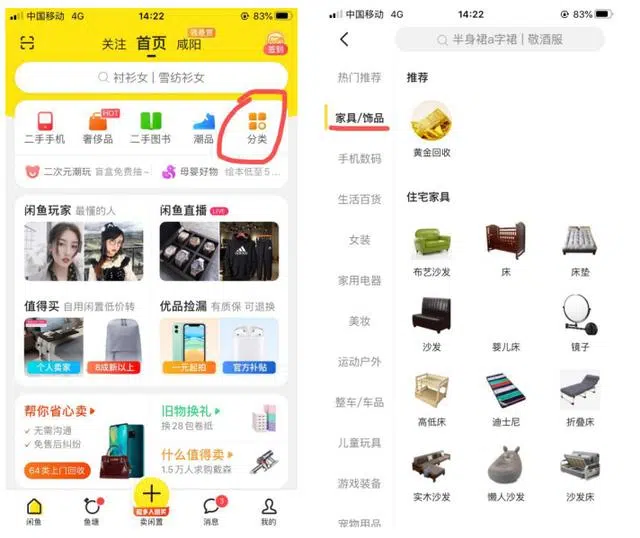 中国移动 4G 14:22 83%
关注 首页 咸阳
领悬赏
签到
衬衫女 | 雪纺衫女
HOT
二手手机 奢侈品 二手图书 潮品 分类
二次元潮玩 盲盒免费抽~ 母婴好物 绘本低至5...
闲鱼玩家 最懂的人 闲鱼直播 LIVE
值得买 自用闲置低价转 优品捡漏 有质保 可退换
个人卖家 8成新以上 一元起拍 官方补贴
帮你省心卖
✓ 无需沟通
✓ 免售后纠纷
64类上门回收
旧物换礼
换28包卷纸
什么值得卖
1.5万人求购戴森
闲鱼 鱼塘 卖闲置 消息 我的
3
中国移动 4G 14:22 83%
半身裙a字裙 | 敬酒服
热门推荐
家具/饰品
手机数码
生活百货
女装
家用电器
美妆
运动户外
整车/车品
儿童玩具
游戏装备
宠物用品
推荐
黄金回收
住宅家具
布艺沙发 床 床垫
沙发 婴儿床 镜子
高低床 迪士尼 折叠床
实木沙发 懒人沙发 沙发床